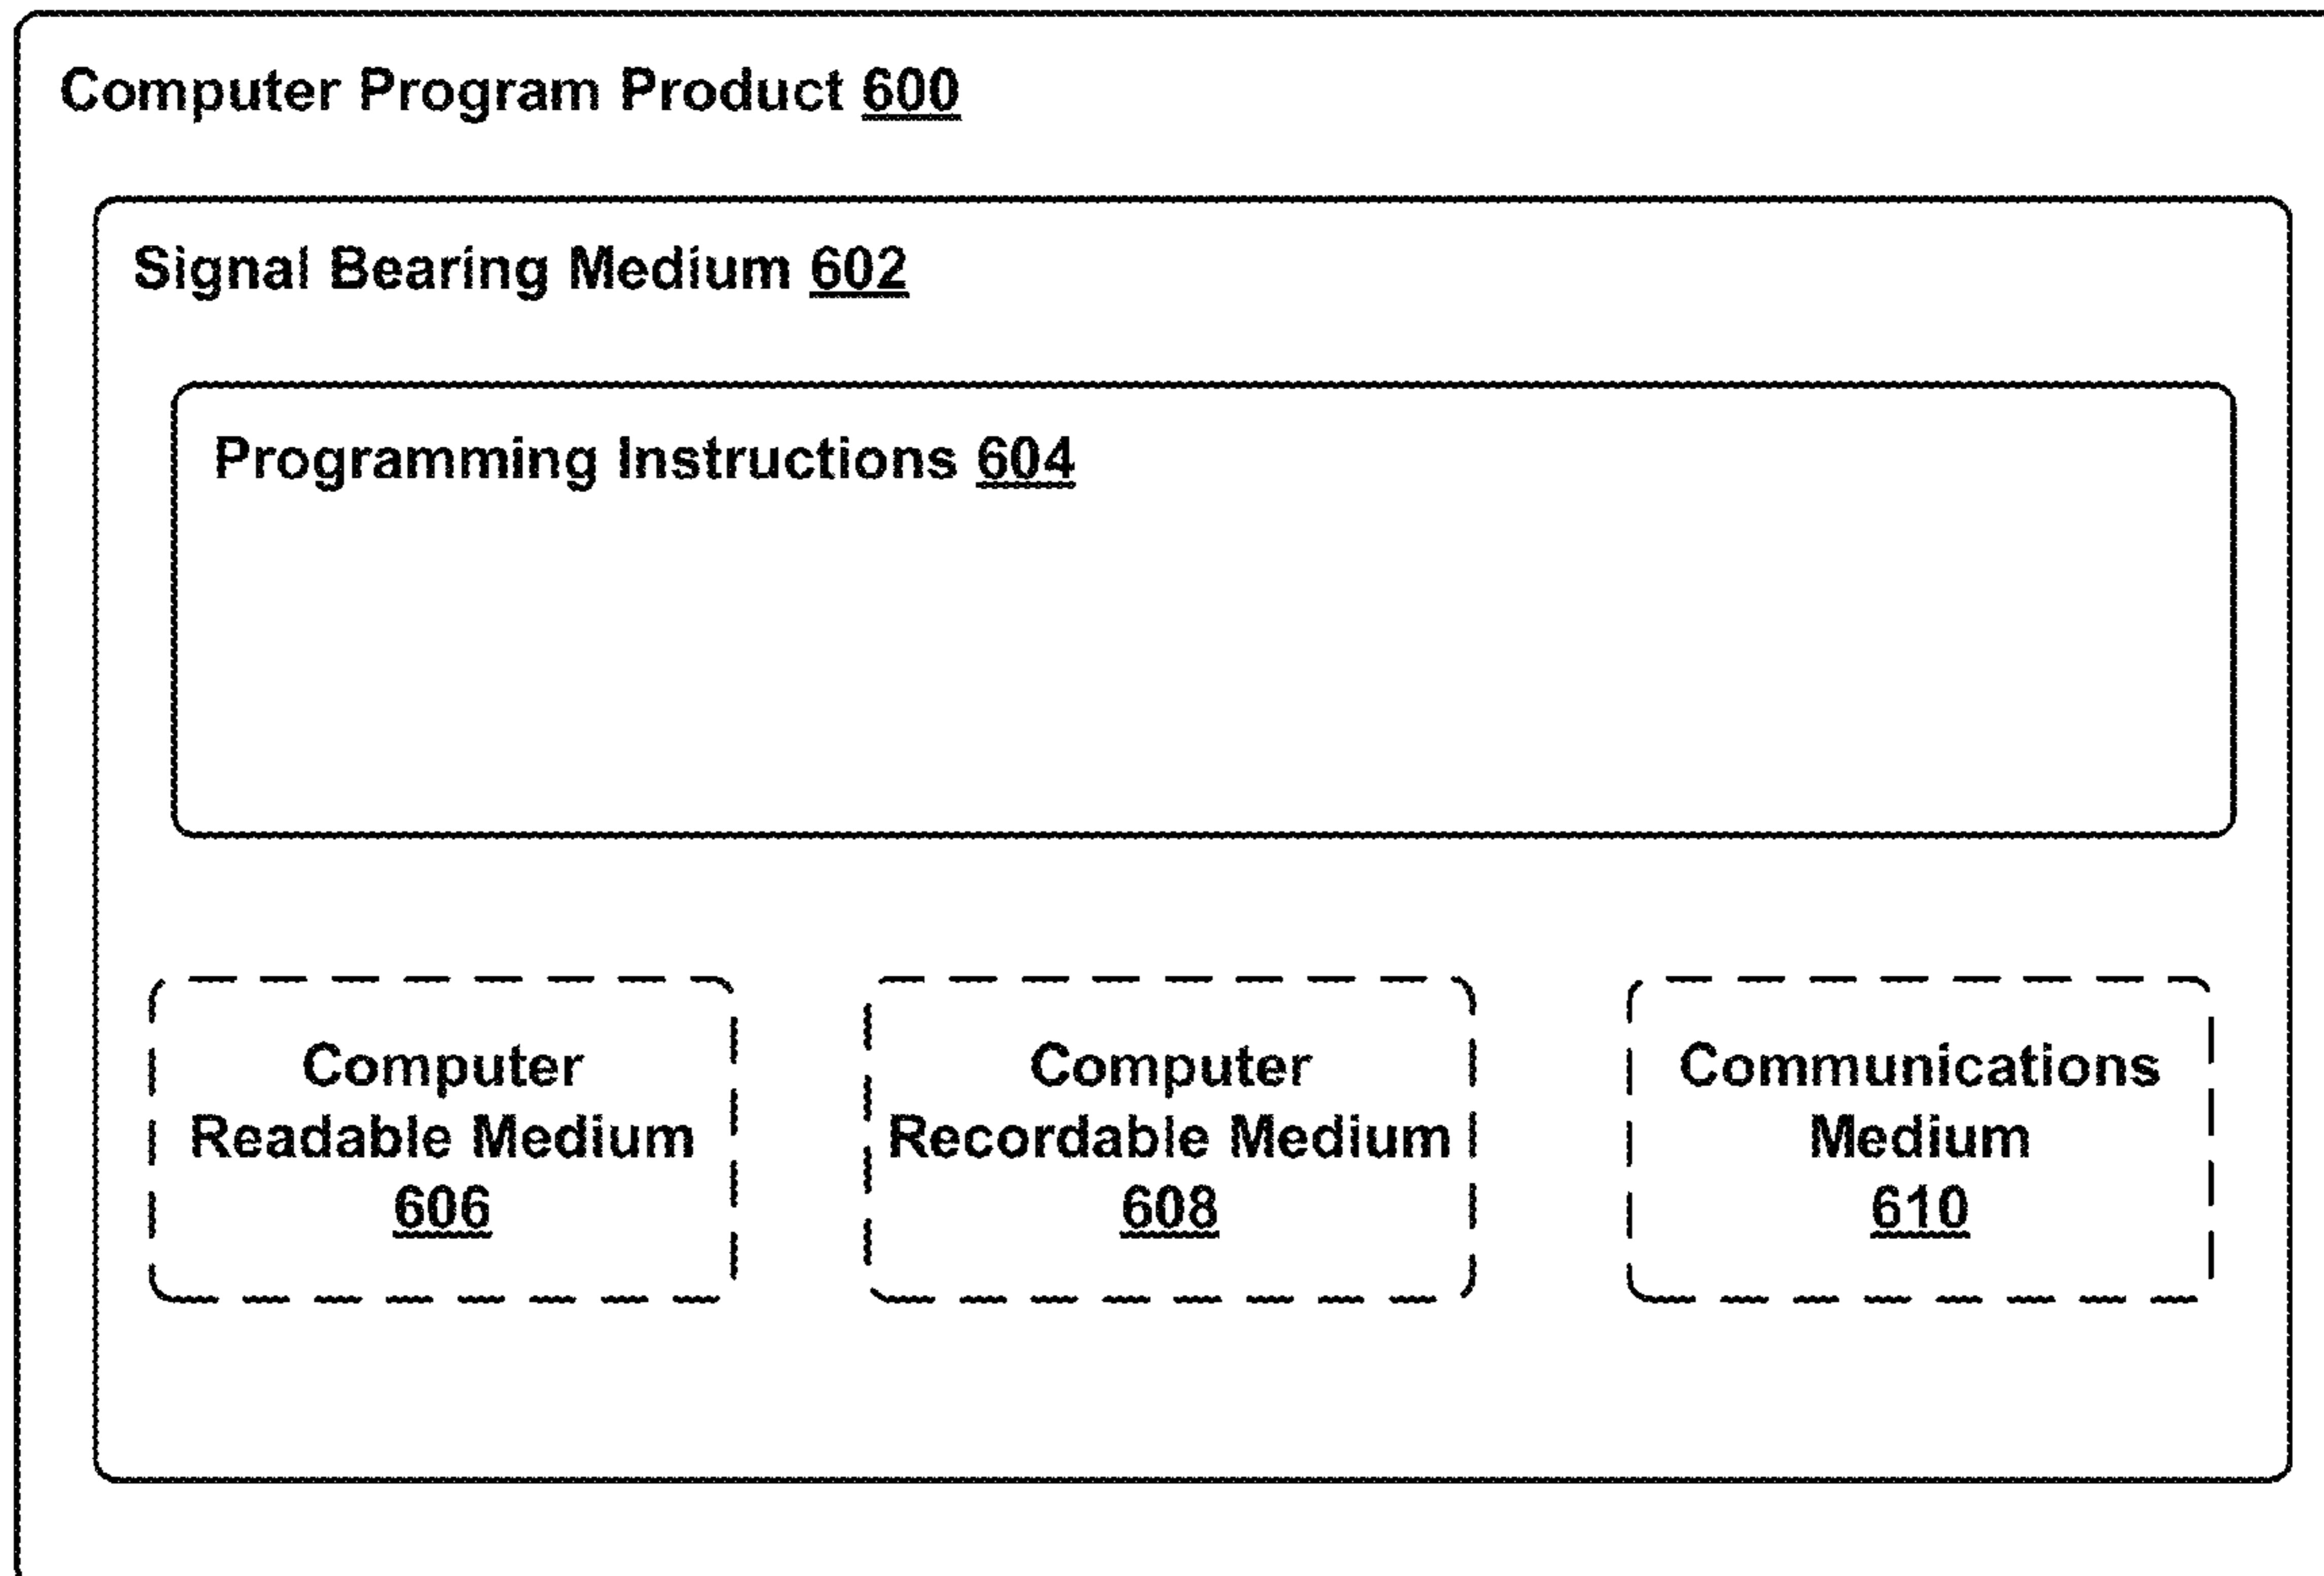 Computer Program Product 600
Signal Bearing Medium 602
Programming Instructions 604
Computer
Readable Medium
606
Computer
Recordable Medium
608
Communications
Medium
610